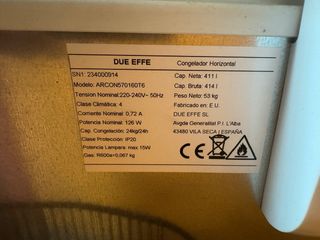 DUE EFFE
Congelador Horizontal
SN1: 234000914
Modelo: ARCON570160T6
Tension Nominal:220-240V~ 50Hz
Clase Climática: 4
Corriente Nominal: 0,72 A
Potencia Nominal: 126 W
Cap. Congelación: 24kg/24h
Clase Protección: IP20
Potencia Lampara: max.15W
Gas: R600a=0,067 kg
Cap. Neta: 411 l
Cap. Bruta: 414 l
Peso Neto: 53 kg
Fabricado en: E.U.
DUE EFFE SL
Avgda Generalitat P.I. L'Alba
43480 VILA SECA | ESPAÑA
CE